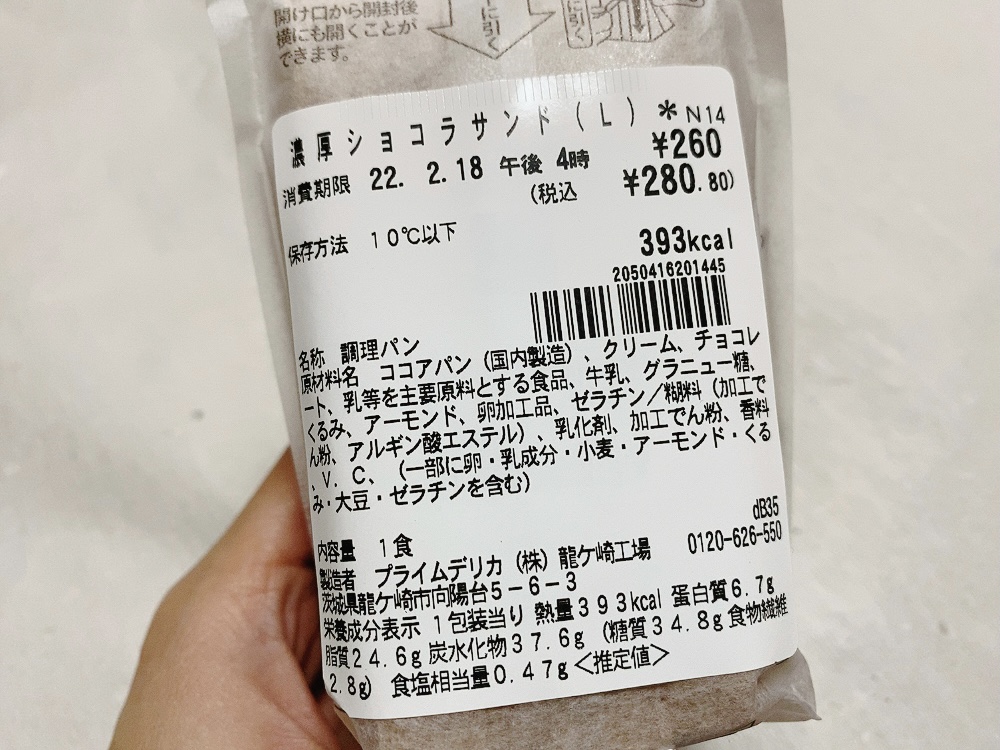 開け口から開封後
横にも開くことが
できます。
に引く
に引く
濃厚ショコラサンド(L) *N14
¥260
消費期限 22. 2.18 午後 4時
(税込 ¥280.80)
保存方法 10℃以下
393kcal
2050416201445
名称 調理パン
原材料名 ココアパン(国内製造)、クリーム、チョコレ
ート、乳等を主要原料とする食品、牛乳、グラニュー糖、
くるみ、アーモンド、卵加工品、ゼラチン/糊料(加工で
ん粉、アルギン酸エステル)、乳化剤、加工でん粉、香料
、V.C、(一部に卵・乳成分・小麦・アーモンド・くる
み・大豆・ゼラチンを含む)
dB35
内容量 1食
0120-626-550
製造者 プライムデリカ(株)龍ケ崎工場
茨城県龍ケ崎市向陽台5-6-3
栄養成分表示 1包装当り 熱量393kcal 蛋白質6.7g
脂質24.6g 炭水化物37.6g (糖質34.8g 食物繊維
2.8g) 食塩相当量0.47g<推定値>